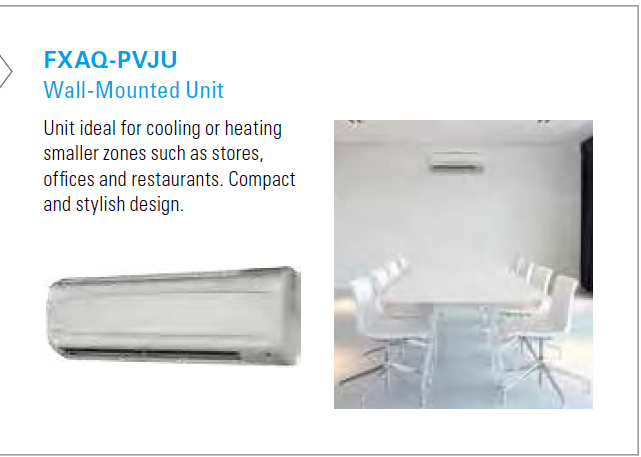 FXAQ-PVJU
Wall-Mounted Unit
Unit ideal for cooling or heating
smaller zones such as stores,
offices and restaurants. Compact
and stylish design.